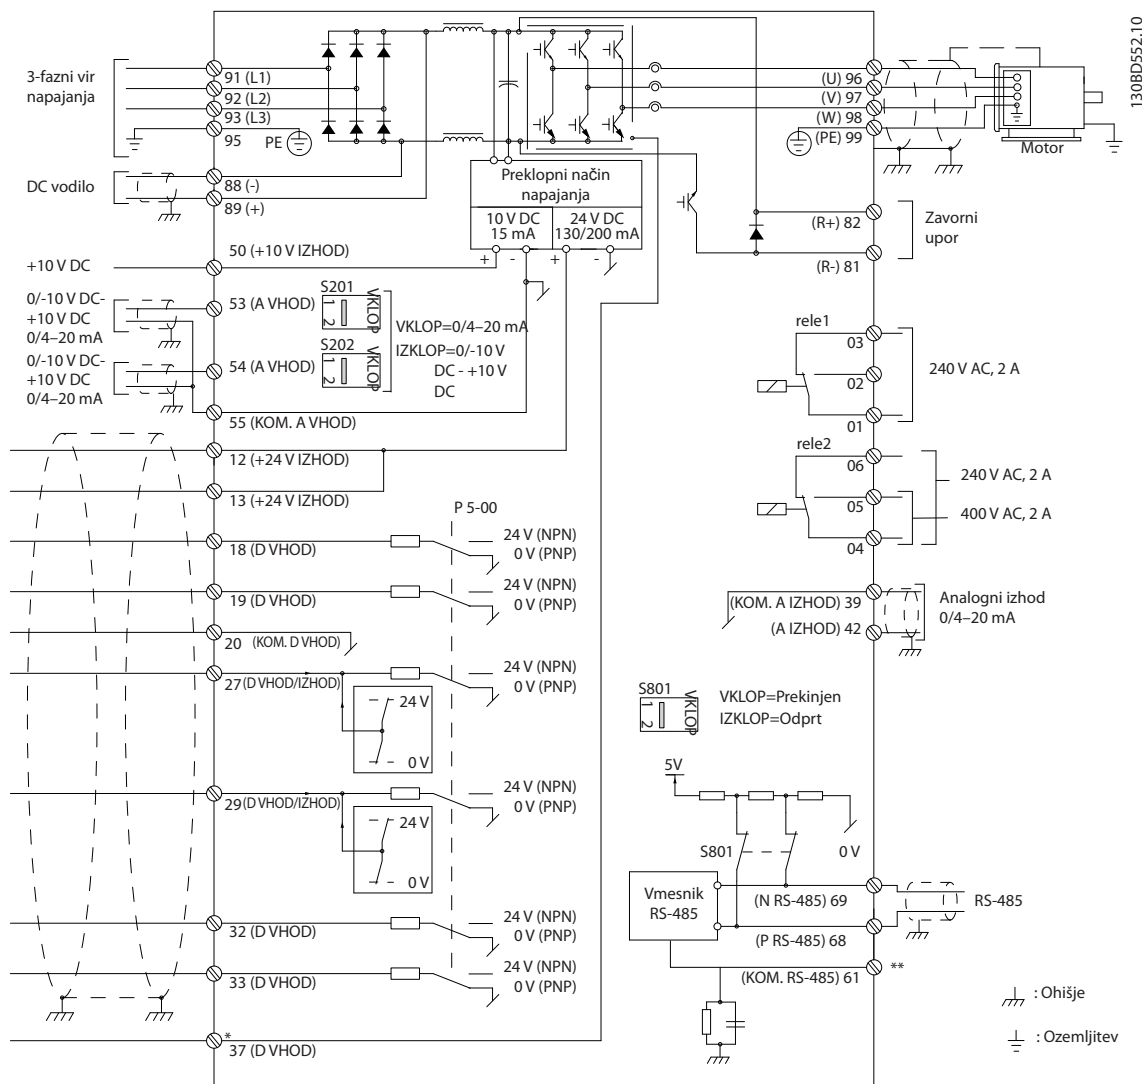 130BD552.10
3-fazni vir
napajanja
91 (L1)
92 (L2)
93 (L3)
95
PE
DC vodilo
88 (-)
89 (+)
50 (+10 V IZHOD)
+10 V DC
0/-10 V DC-
+10 V DC
0/4–20 mA
53 (A VHOD)
0/-10 V DC-
+10 V DC
0/4–20 mA
54 (A VHOD)
55 (KOM. A VHOD)
12 (+24 V IZHOD)
13 (+24 V IZHOD)
18 (D VHOD)
19 (D VHOD)
20 (KOM. D VHOD)
27 (D VHOD/IZHOD)
24 V
0 V
29 (D VHOD/IZHOD)
24 V
0 V
32 (D VHOD)
33 (D VHOD)
*
37 (D VHOD)
Preklopni način
napajanja
10 V DC
15 mA
24 V DC
130/200 mA
+ - + -
S201
1 2
VKLOP
S202
1 2
VKLOP
VKLOP=0/4–20 mA
IZKLOP=0/-10 V
DC - +10 V
DC
P 5-00
24 V (NPN)
0 V (PNP)
24 V (NPN)
0 V (PNP)
24 V (NPN)
0 V (PNP)
24 V (NPN)
0 V (PNP)
24 V (NPN)
0 V (PNP)
24 V (NPN)
0 V (PNP)
(U) 96
(V) 97
(W) 98
(PE) 99
Motor
(R+) 82
(R-) 81
Zavorni
upor
rele1
03
02
01
240 V AC, 2 A
rele2
06
05
04
240 V AC, 2 A
400 V AC, 2 A
(KOM. A IZHOD) 39
(A IZHOD) 42
Analogni izhod
0/4–20 mA
S801
1 2
VKLOP
VKLOP=Prekinjen
IZKLOP=Odprt
5V
S801
0 V
Vmesnik
RS-485
(N RS-485) 69
(P RS-485) 68
(KOM. RS-485) 61
RS-485
**
: Ohišje
: Ozemljitev